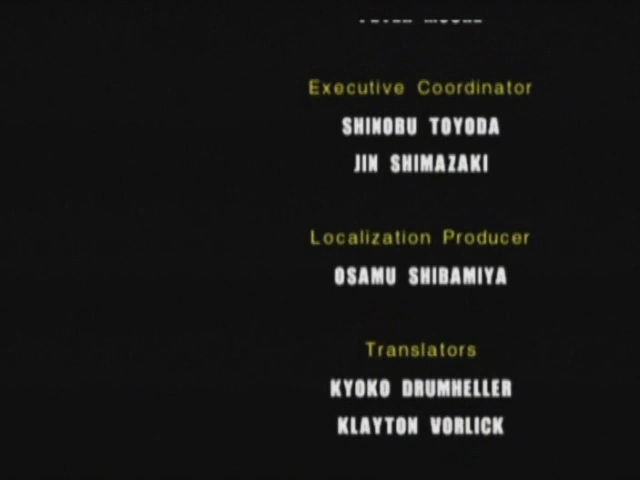 Executive Coordinator
SHINOBU TOYODA
JIN SHIMAZAKI
Localization Producer
OSAMU SHIBAMIYA
Translators
KYOKO DRUMHELLER
KLAYTON VORLICK